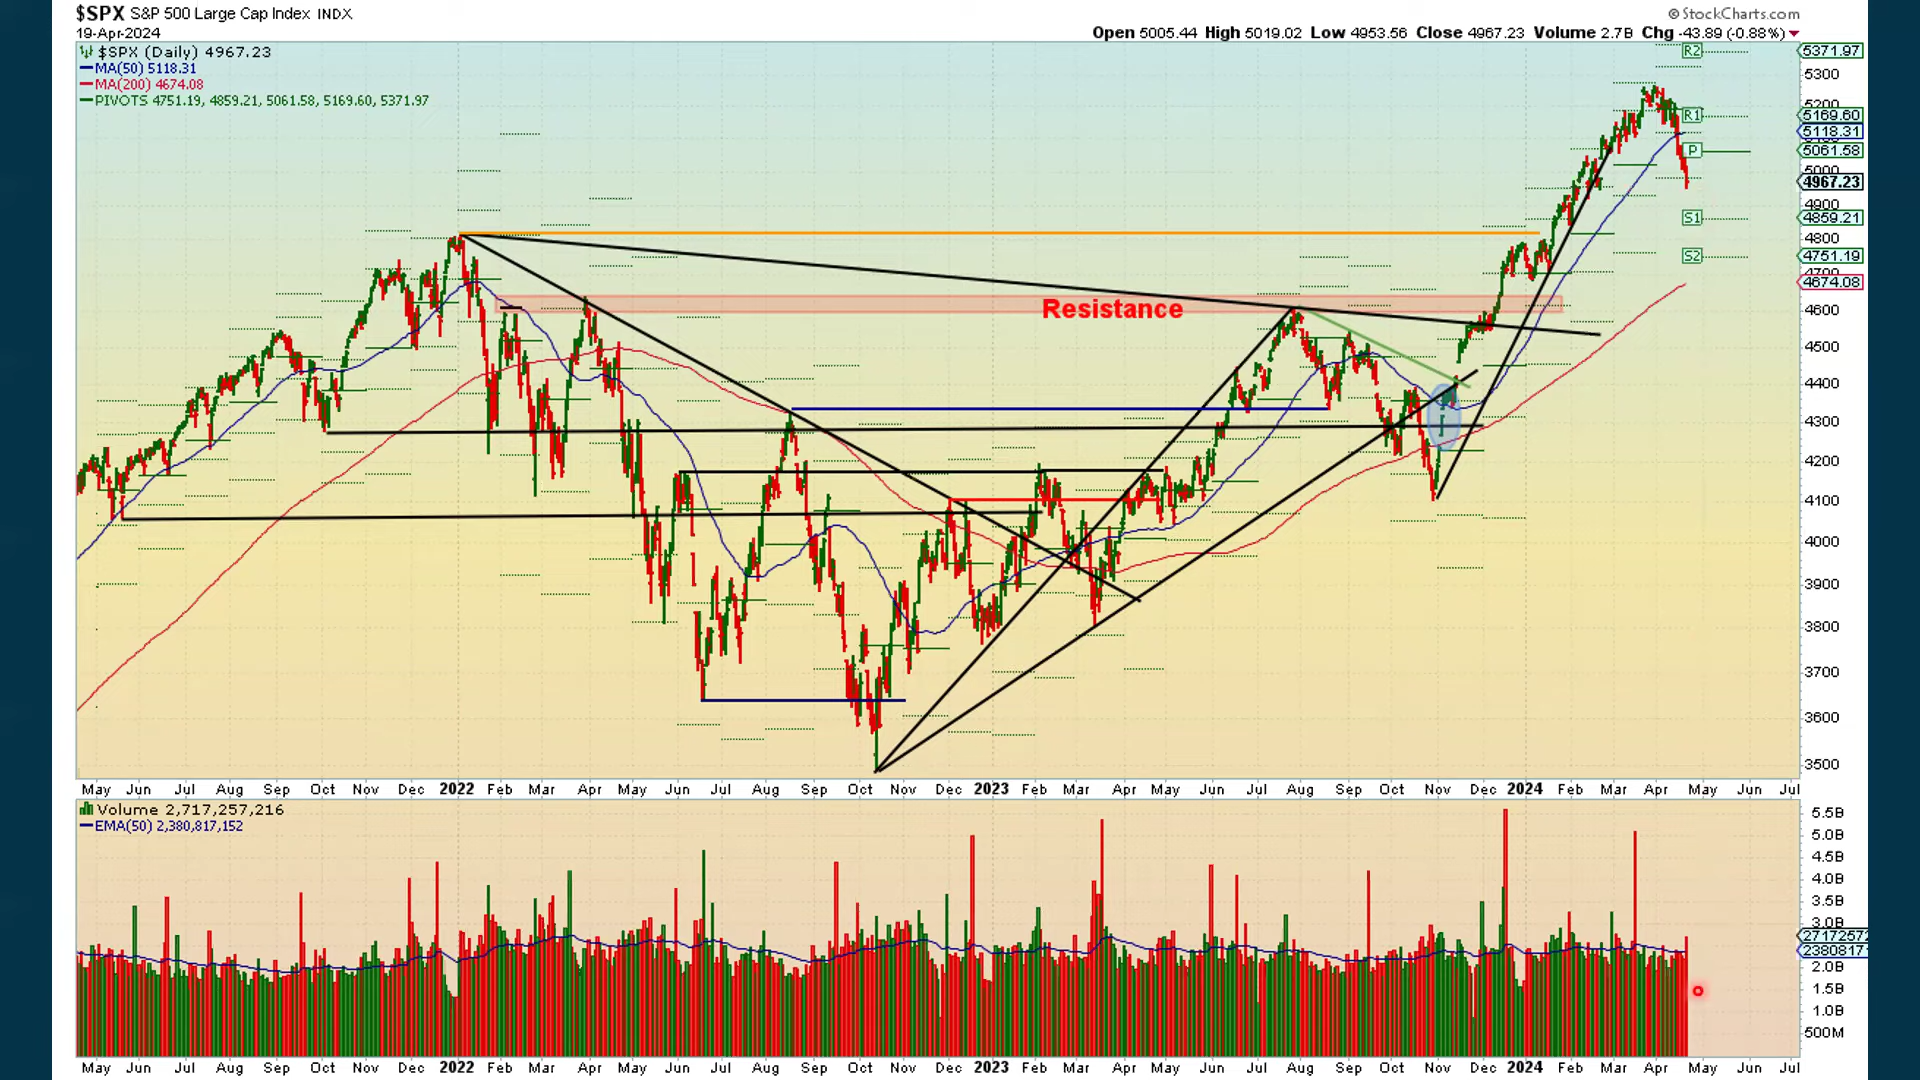 $SPX S&P 500 Large Cap Index INDX
© StockCharts.com
19-Apr-2024
Open 5005.44 High 5019.02 Low 4953.56 Close 4967.23 Volume 2.7B Chg -43.89 (-0.88%)
$SPX (Daily) 4967.23
MA(50) 5118.31
MA(200) 4674.08
PIVOTS 4751.19, 4859.21, 5061.58, 5169.60, 5371.97
R2
5371.97
5300
5200
R1
5169.60
5118.31
P
5061.58
5000
4967.23
4900
S1
4859.21
4800
S2
4751.19
4700
4674.08
4600
Resistance
4500
4400
4300
4200
4100
4000
3900
3800
3700
3600
3500
May Jun Jul Aug Sep Oct Nov Dec 2022 Feb Mar Apr May Jun Jul Aug Sep Oct Nov Dec 2023 Feb Mar Apr May Jun Jul Aug Sep Oct Nov Dec 2024 Feb Mar Apr May Jun Jul
Volume 2,717,257,216
EMA(50) 2,380,817,152
5.5B
5.0B
4.5B
4.0B
3.5B
3.0B
2717257
2380817
2.0B
1.5B
1.0B
500M
May Jun Jul Aug Sep Oct Nov Dec 2022 Feb Mar Apr May Jun Jul Aug Sep Oct Nov Dec 2023 Feb Mar Apr May Jun Jul Aug Sep Oct Nov Dec 2024 Feb Mar Apr May Jun Jul